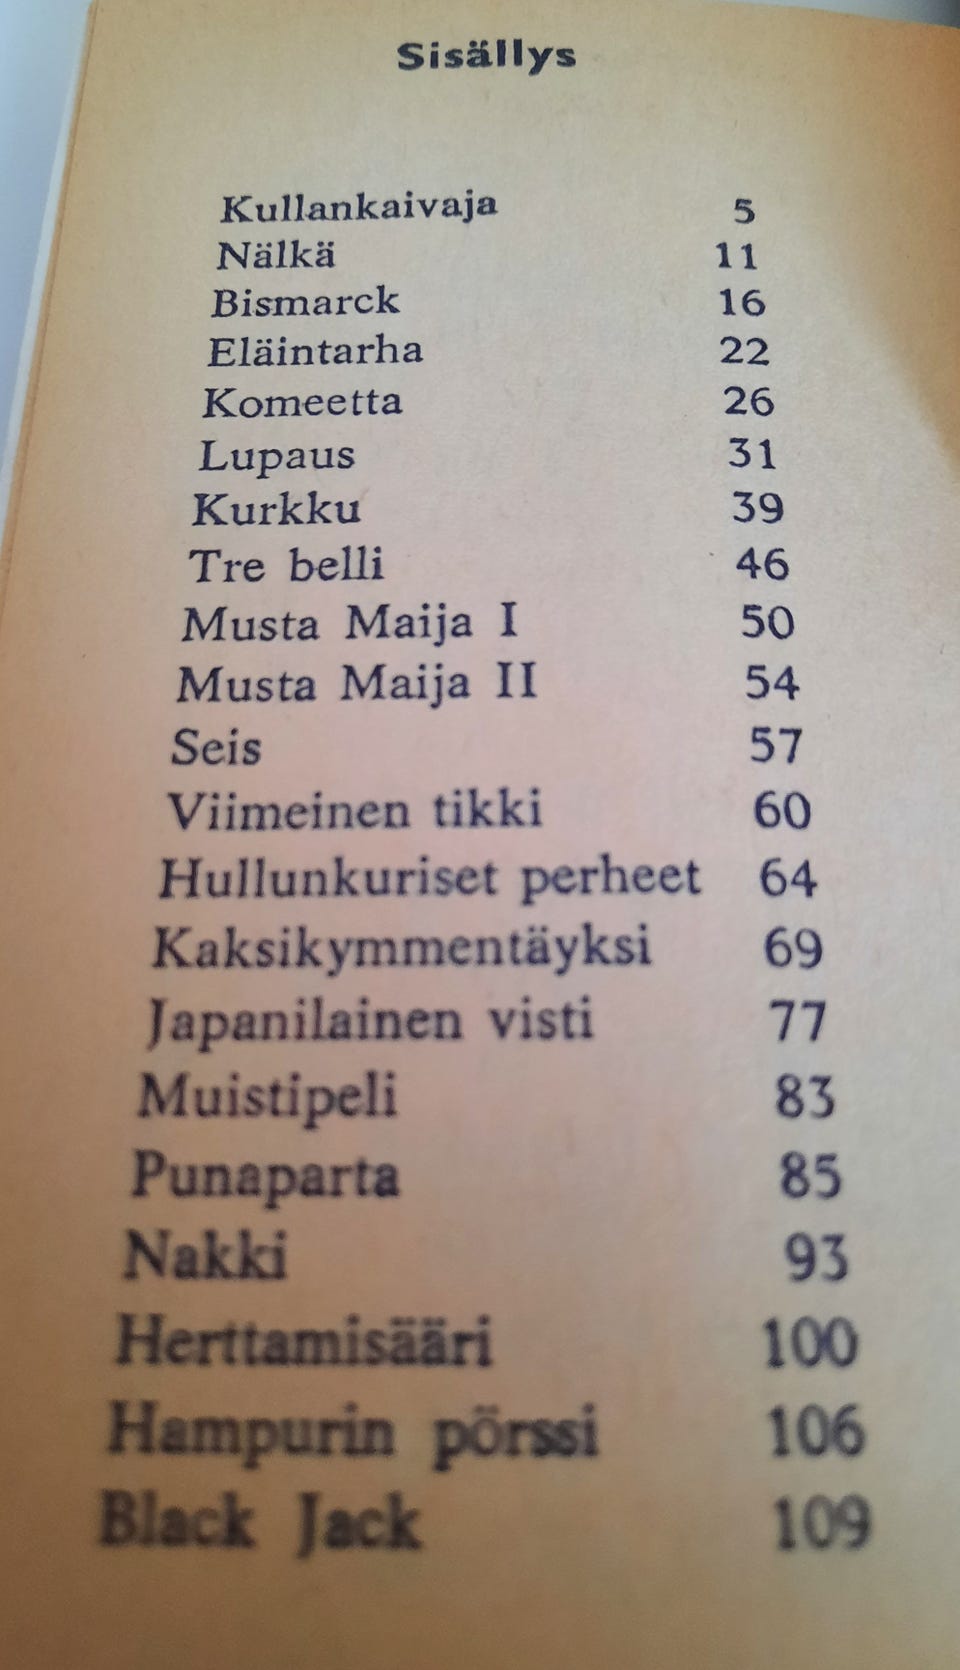 Sisällys
Kullankaivaja 5
Nälkä 11
Bismarck 16
Eläintarha 22
Komeetta 26
Lupaus 31
Kurkku 39
Tre belli 46
Musta Maija I 50
Musta Maija II 54
Seis 57
Viimeinen tikki 60
Hullunkuriset perheet 64
Kaksikymmentäyksi 69
Japanilainen visti 77
Muistipeli 83
Punaparta 85
Nakki 93
Herttamisääri 100
Hampurin pörssi 106
Black Jack 109